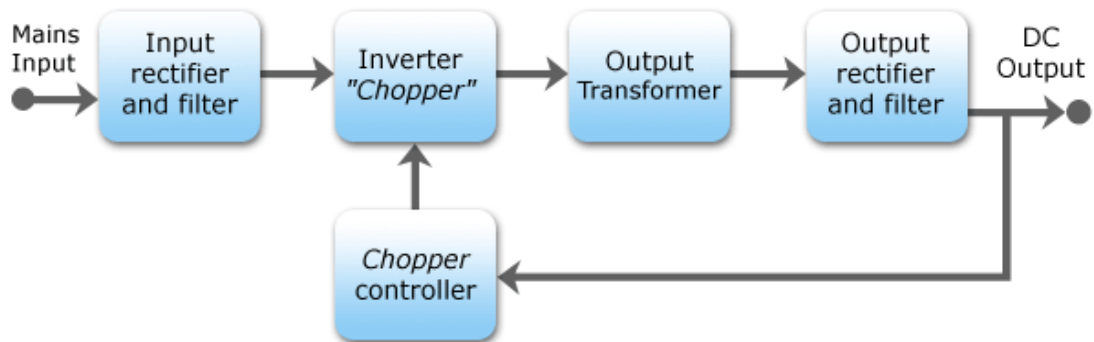 Mains
Input
Input
rectifier
and filter
Inverter
"Chopper"
Output
Transformer
Output
rectifier
and filter
DC
Output
Chopper
controller